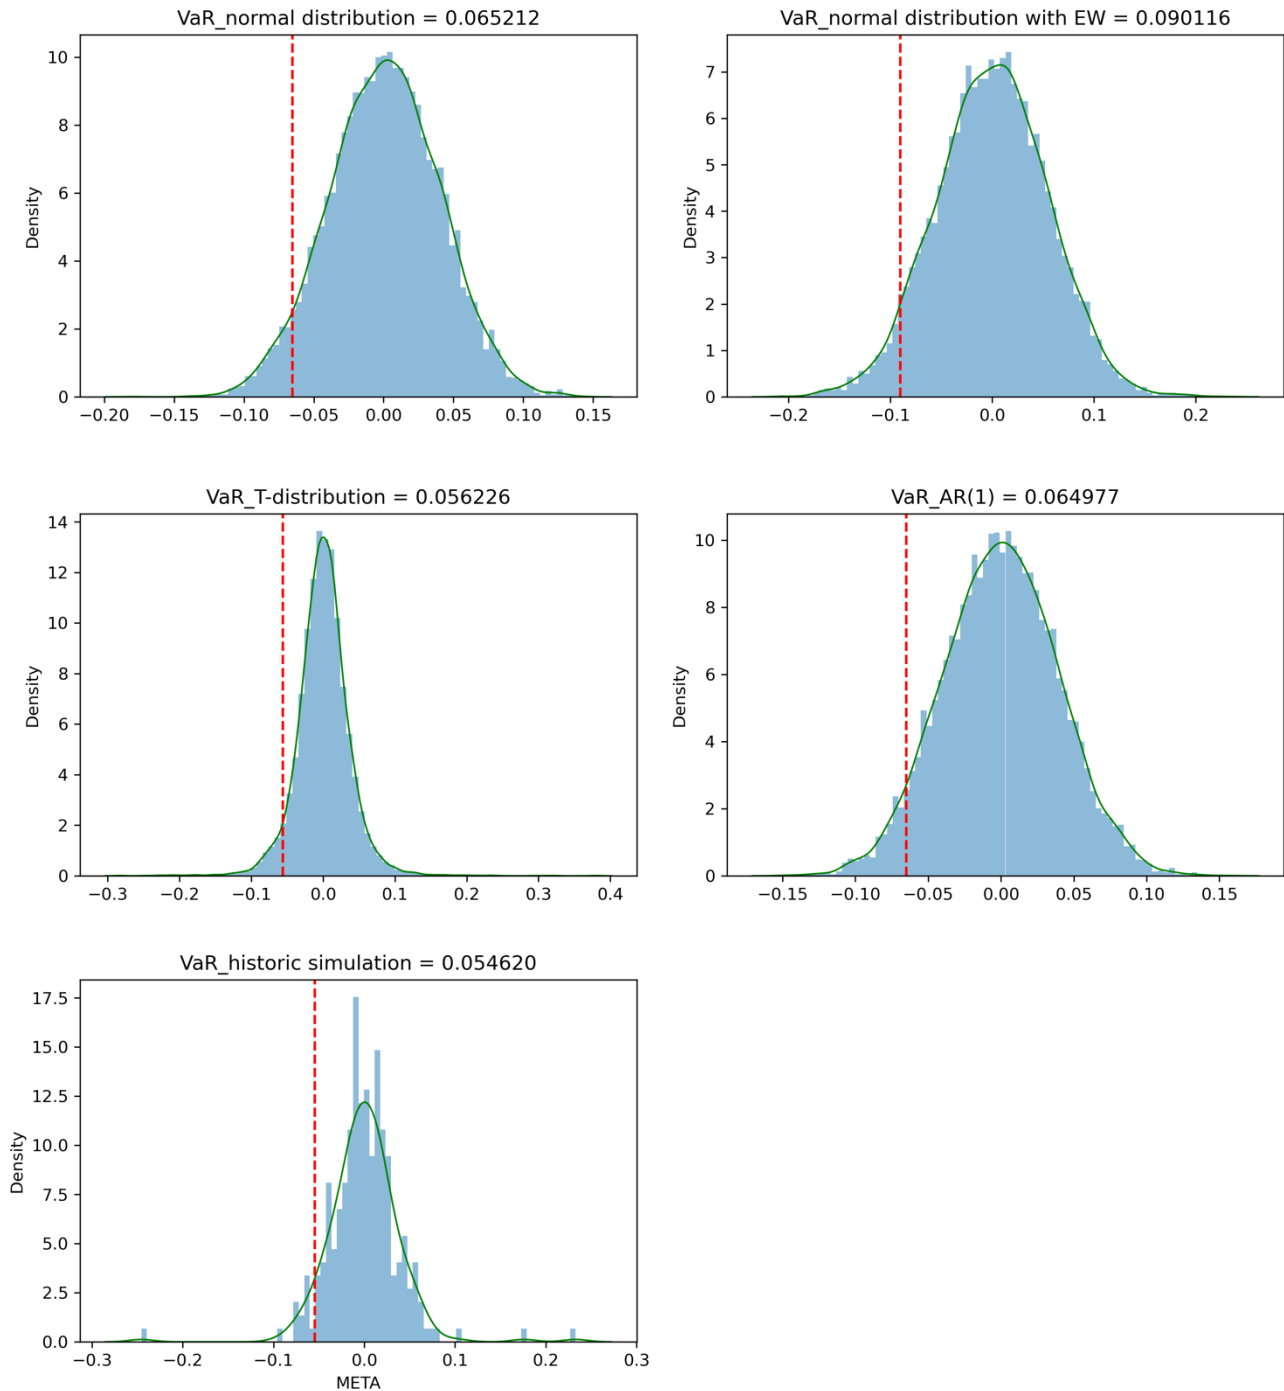 VaR_normal distribution = 0.065212
Density
10
8
6
4
2
0
−0.20 −0.15 −0.10 −0.05 0.00 0.05 0.10 0.15
VaR_normal distribution with EW = 0.090116
Density
7
6
5
4
3
2
1
0
−0.2 −0.1 0.0 0.1 0.2
VaR_T-distribution = 0.056226
Density
14
12
10
8
6
4
2
0
−0.3 −0.2 −0.1 0.0 0.1 0.2 0.3 0.4
VaR_AR(1) = 0.064977
Density
10
8
6
4
2
0
−0.15 −0.10 −0.05 0.00 0.05 0.10 0.15
VaR_historic simulation = 0.054620
Density
17.5
15.0
12.5
10.0
7.5
5.0
2.5
0.0
−0.3 −0.2 −0.1 0.0 0.1 0.2 0.3
META